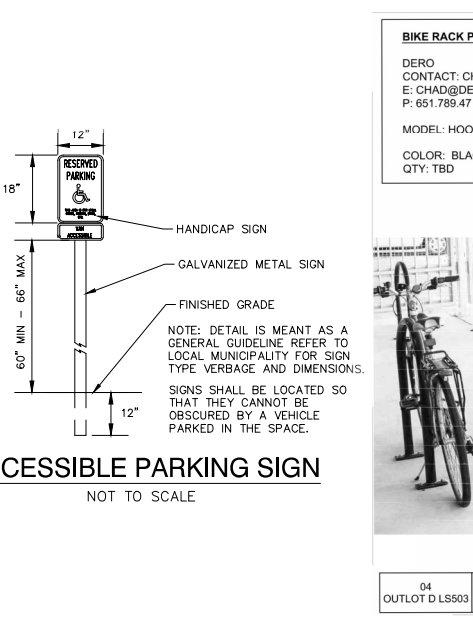 12"
18"
RESERVED
PARKING
VAN
ACCESSIBLE
HANDICAP SIGN
GALVANIZED METAL SIGN
FINISHED GRADE
60" MIN - 66" MAX
NOTE: DETAIL IS MEANT AS A
GENERAL GUIDELINE REFER TO
LOCAL MUNICIPALITY FOR SIGN
TYPE VERBAGE AND DIMENSIONS.
SIGNS SHALL BE LOCATED SO
THAT THEY CANNOT BE
OBSCURED BY A VEHICLE
PARKED IN THE SPACE.
12"
CESSIBLE PARKING SIGN
NOT TO SCALE
BIKE RACK P
DERO
CONTACT: CH
E: CHAD@DE
P: 651.789.47
MODEL: HOO
COLOR: BLA
QTY: TBD
04
OUTLOT D LS503